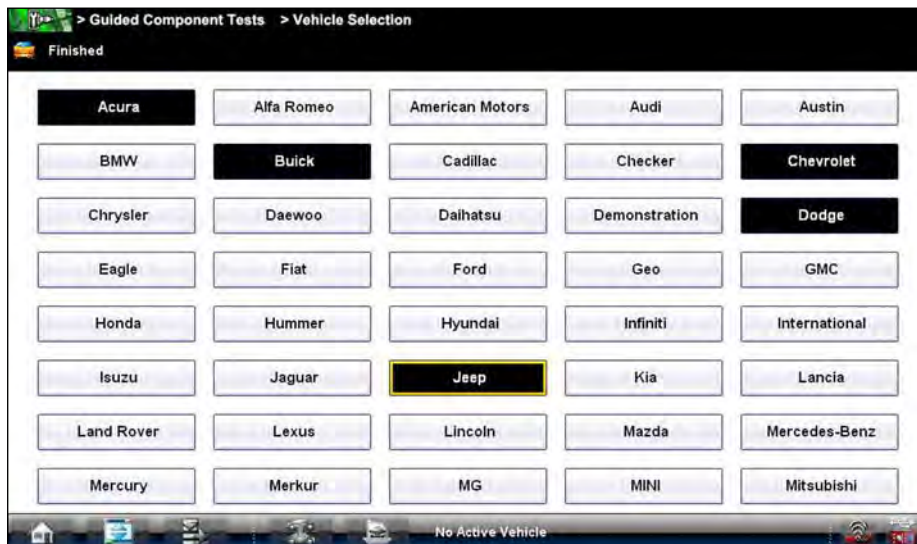 > Guided Component Tests > Vehicle Selection
Finished
Acura Alfa Romeo American Motors Audi Austin
BMW Buick Cadillac Checker Chevrolet
Chrysler Daewoo Daihatsu Demonstration Dodge
Eagle Fiat Ford Geo GMC
Honda Hummer Hyundai Infiniti International
Isuzu Jaguar Jeep Kia Lancia
Land Rover Lexus Lincoln Mazda Mercedes-Benz
Mercury Merkur MG MINI Mitsubishi
No Active Vehicle